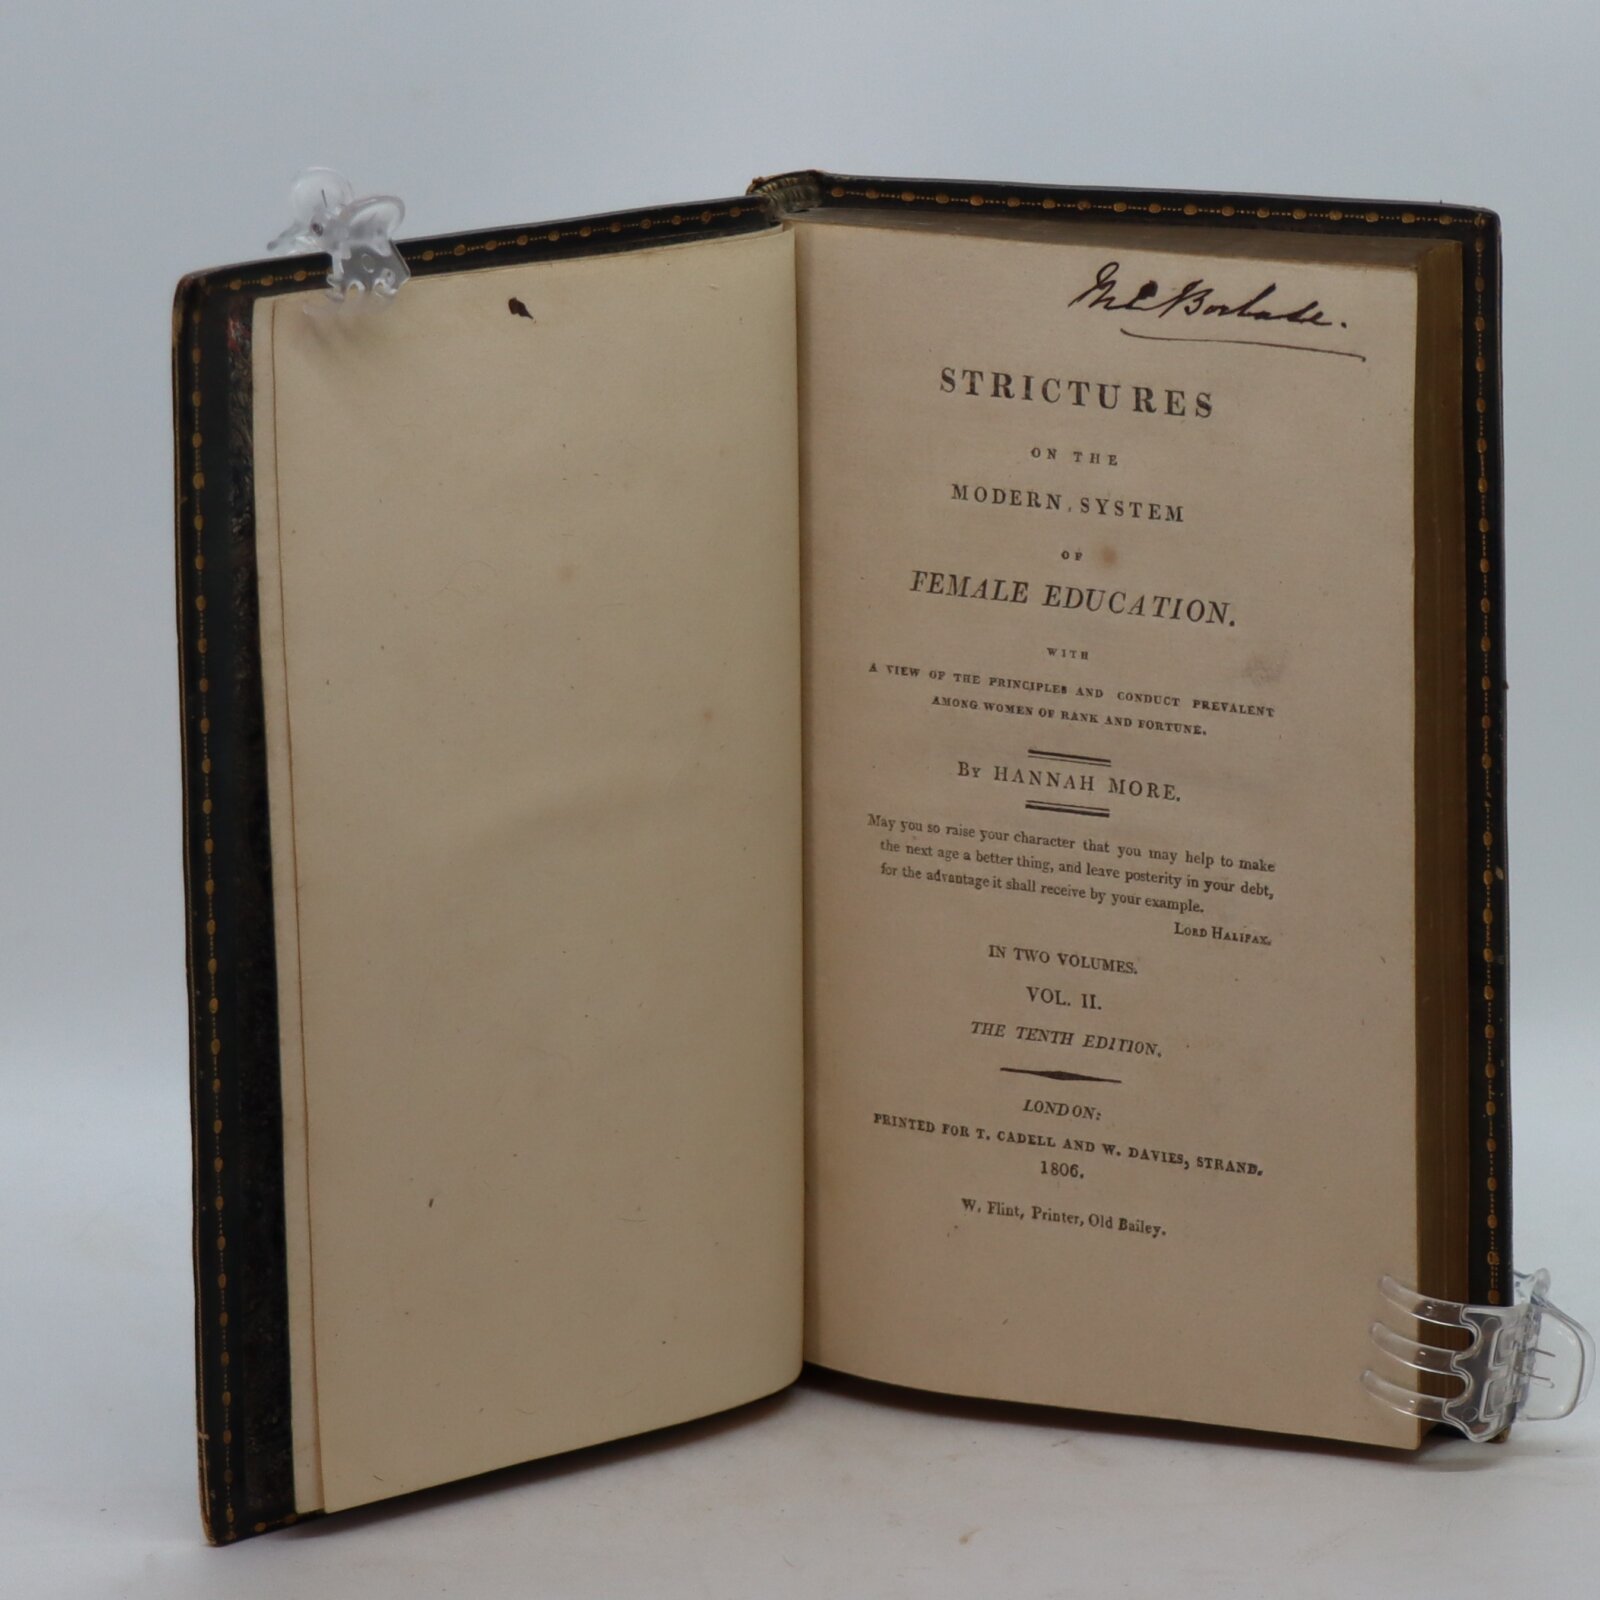 STRICTURES
ON THE
MODERN SYSTEM
OF
FEMALE EDUCATION.
WITH
A VIEW OF THE PRINCIPLES AND CONDUCT PREVALENT
AMONG WOMEN OF RANK AND FORTUNE.
By HANNAH MORE.
May you so raise your character that you may help to make
the next age a better thing, and leave posterity in your debt,
for the advantage it shall receive by your example.
LORD HALIFAX.
IN TWO VOLUMES.
VOL. II.
THE TENTH EDITION.
LONDON:
PRINTED FOR T. CADELL AND W. DAVIES, STRAND.
1806.
W. Flint, Printer, Old Bailey.